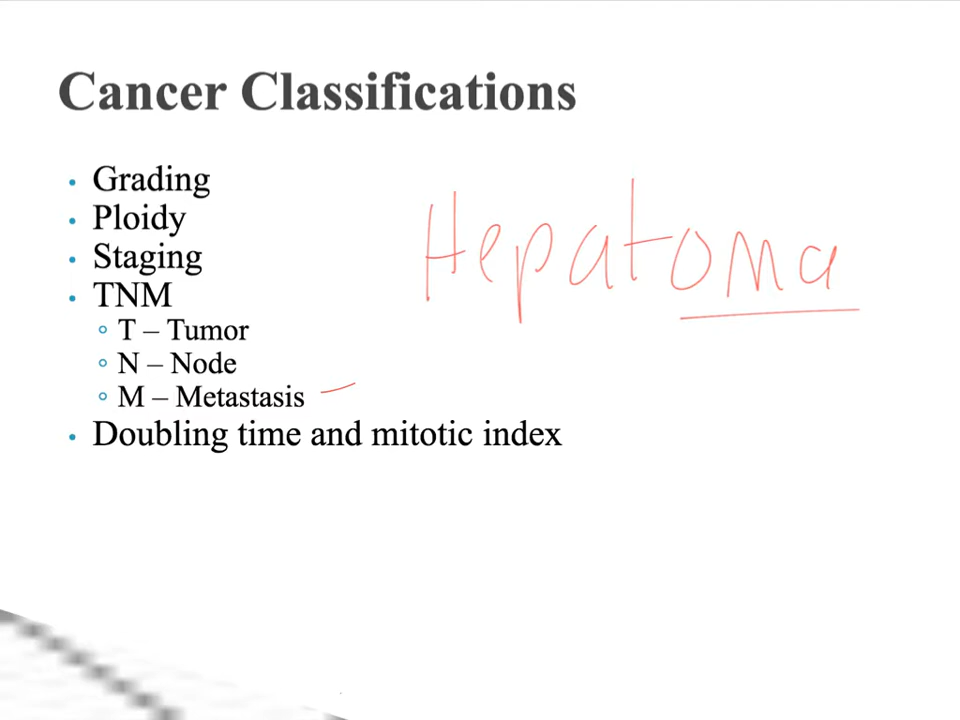 Cancer Classifications
• Grading
• Ploidy
• Staging
• TNM
◦ T – Tumor
◦ N – Node
◦ M – Metastasis
• Doubling time and mitotic index
Hepatoma